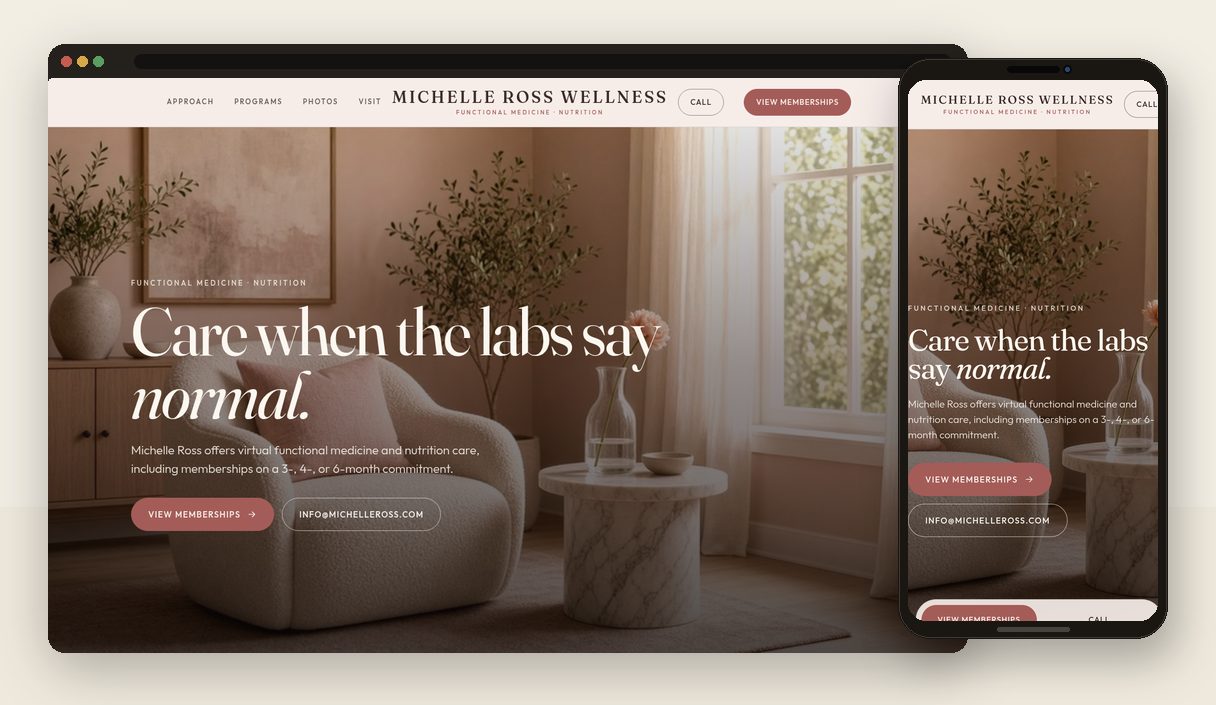 APPROACH PROGRAMS PHOTOS VISIT
MICHELLE ROSS WELLNESS
FUNCTIONAL MEDICINE · NUTRITION
CALL
VIEW MEMBERSHIPS
FUNCTIONAL MEDICINE · NUTRITION
Care when the labs say
normal.
Michelle Ross offers virtual functional medicine and nutrition care,
including memberships on a 3-, 4-, or 6-month commitment.
VIEW MEMBERSHIPS →
INFO@MICHELLEROSS.COM
MICHELLE ROSS WELLNESS
FUNCTIONAL MEDICINE · NUTRITION
CALL
FUNCTIONAL MEDICINE · NUTRITION
Care when the labs
say normal.
Michelle Ross offers virtual functional medicine and
nutrition care, including memberships on a 3-, 4-, or 6-
month commitment.
VIEW MEMBERSHIPS →
INFO@MICHELLEROSS.COM
VIEW MEMBERSHIPS
CALL